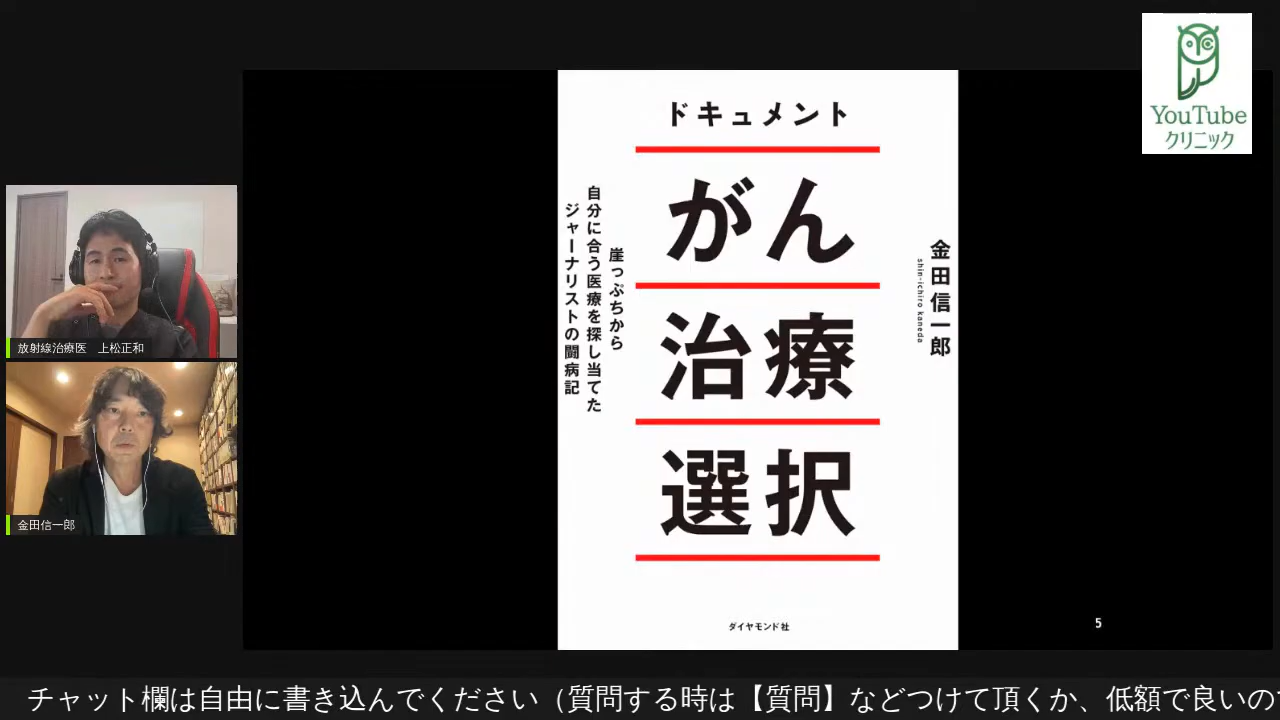 YouTube
クリニック
ドキュメント
がん
治療
選択
崖っぷちから
自分に合う医療を探し当てた
ジャーナリストの闘病記
金田信一郎
shin-ichiro kaneda
ダイヤモンド社
5
放射線治療医 上松正和
金田信一郎
チャット欄は自由に書き込んでください（質問する時は【質問】などつけて頂くか、低額で良いの